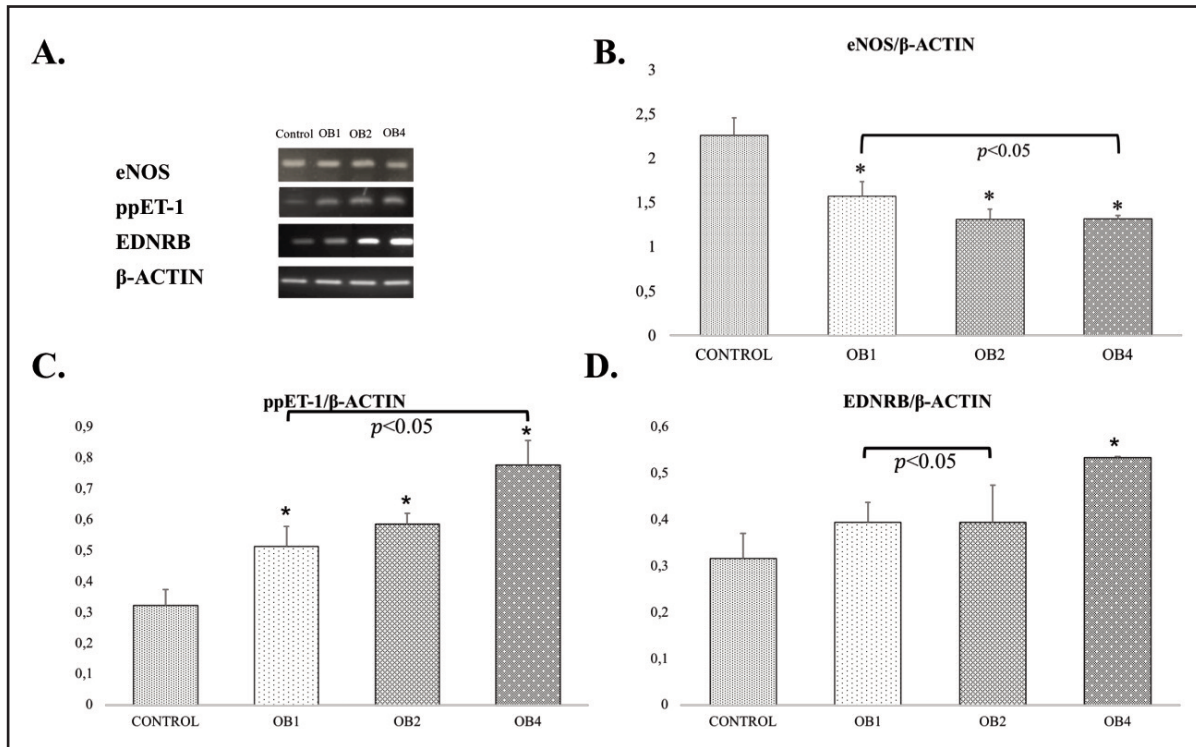 A.
Control OB1 OB2 OB4
eNOS
ppET-1
EDNRB
β-ACTIN
B.
eNOS/β-ACTIN
3
2,5
2
1,5
1
0,5
0
p<0.05
*
*
*
CONTROL OB1 OB2 OB4
C.
ppET-1/β-ACTIN
0,9
0,8
0,7
0,6
0,5
0,4
0,3
0,2
0,1
0
p<0.05
*
*
*
CONTROL OB1 OB2 OB4
D.
EDNRB/β-ACTIN
0,6
0,5
0,4
0,3
0,2
0,1
0
p<0.05
*
CONTROL OB1 OB2 OB4